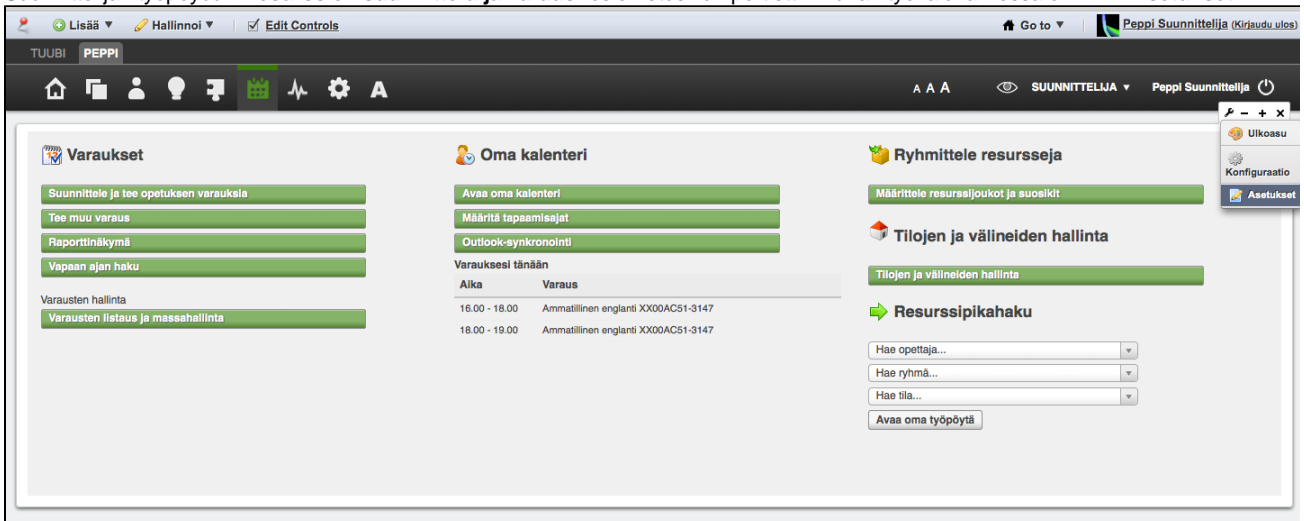 Lisää ▼ Hallinnoi ▼ Edit Controls Go to ▼ Peppi Suunnittelija (Kirjaudu ulos)
TUUBI PEPPI
A A A A SUUNNITTELIJA ▼ Peppi Suunnittelija
Ulkoasu
Konfiguraatio
Asetukset
Varaukset
Suunnittele ja tee opetuksen varauksia
Tee muu varaus
Raporttinäkymä
Vapaan ajan haku
Varausten hallinta
Varausten listaus ja massahallinta
Oma kalenteri
Avaa oma kalenteri
Määritä tapaamisajat
Outlook-synkronointi
Varauksesi tänään
Aika Varaus
16.00 - 18.00 Ammatillinen englanti XX00AC51-3147
18.00 - 19.00 Ammatillinen englanti XX00AC51-3147
Ryhmittele resursseja
Määrittele resurssijoukot ja suosikit
Tilojen ja välineiden hallinta
Tilojen ja välineiden hallinta
Resurssipikahaku
Hae opettaja...
Hae ryhmä...
Hae tila...
Avaa oma työpöytä